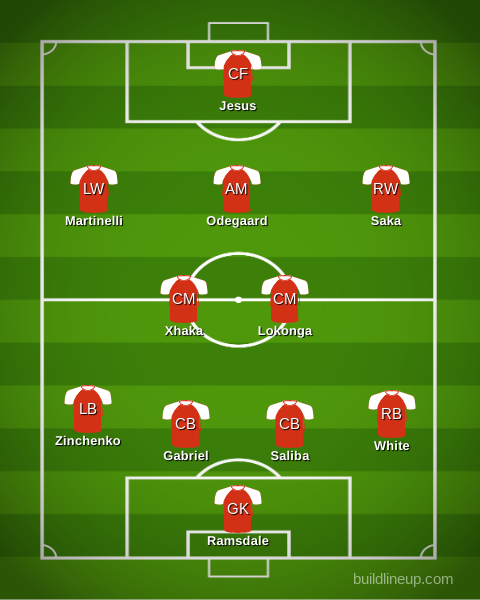 CF
Jesus
LW
AM
RW
Martinelli
Odegaard
Saka
CM
CM
Xhaka
Lokonga
LB
CB
CB
RB
Zinchenko
Gabriel
Saliba
White
GK
Ramsdale
buildlineup.com